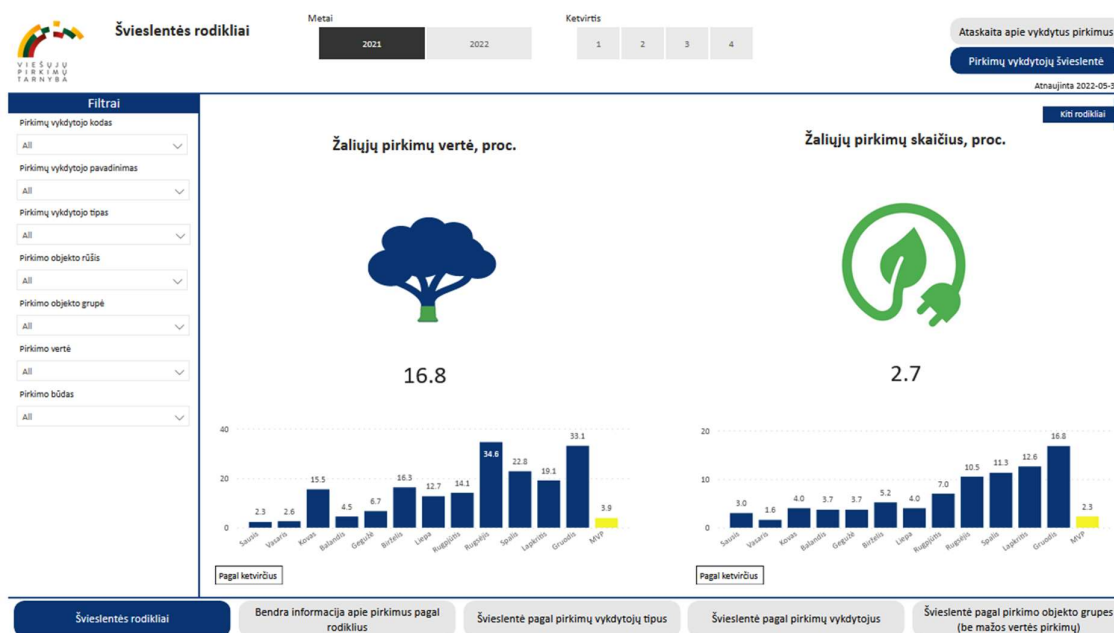 VIEŠŲJŲ
PIRKIMŲ
TARNYBA
Švieslentės rodikliai
Metai
2021
2022
Ketvirtis
1
2
3
4
Ataskaita apie vykdytus pirkimus
Pirkimų vykdytojų švieslentė
Atnaujinta 2022-05-3
Filtrai
Pirkimų vykdytojo kodas
All
Pirkimų vykdytojo pavadinimas
All
Pirkimų vykdytojo tipas
All
Pirkimo objekto rūšis
All
Pirkimo objekto grupė
All
Pirkimo vertė
All
Pirkimo būdas
All
Kiti rodikliai
Žaliųjų pirkimų vertė, proc.
16.8
40
20
0
2.3
2.6
15.5
4.5
6.7
16.3
12.7
14.1
34.6
22.8
19.1
33.1
3.9
Sausis
Vasaris
Kovas
Balandis
Gegužė
Birželis
Liepa
Rugpjūtis
Rugsėjis
Spalis
Lapkritis
Gruodis
MVP
Pagal ketvirčius
Žaliųjų pirkimų skaičius, proc.
2.7
20
10
0
3.0
1.6
4.0
3.7
3.7
5.2
4.0
7.0
10.5
11.3
12.6
16.8
2.3
Sausis
Vasaris
Kovas
Balandis
Gegužė
Birželis
Liepa
Rugpjūtis
Rugsėjis
Spalis
Lapkritis
Gruodis
MVP
Pagal ketvirčius
Švieslentės rodikliai
Bendra informacija apie pirkimus pagal
rodiklius
Švieslentė pagal pirkimų vykdytojų tipus
Švieslentė pagal pirkimų vykdytojus
Švieslentė pagal pirkimo objekto grupes
(be mažos vertės pirkimų)